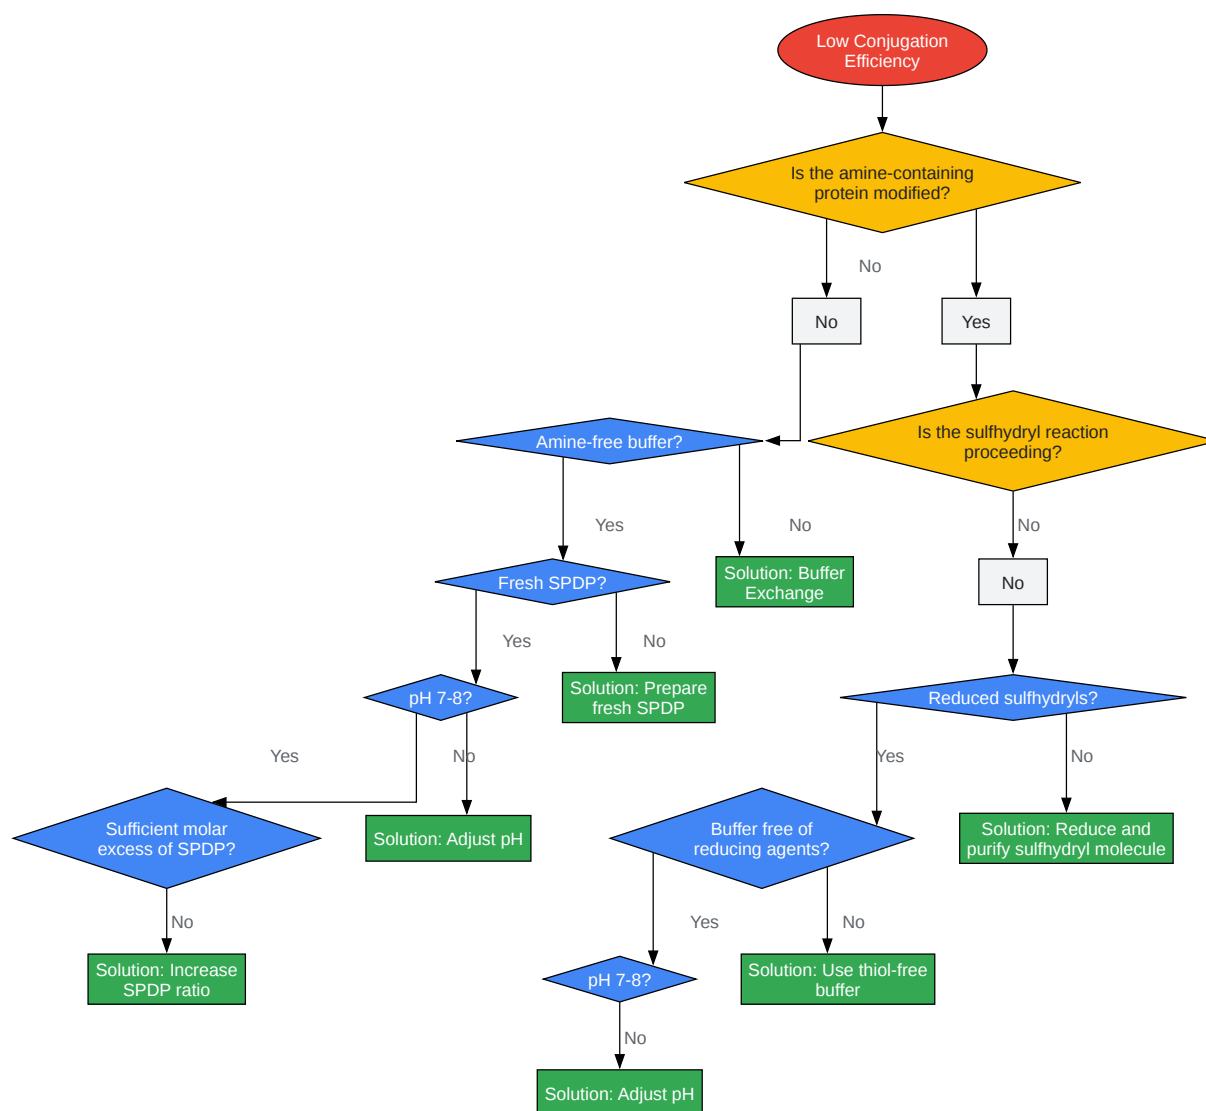 Low Conjugation
Efficiency
Is the amine-containing
protein modified?
No
No
Yes
Amine-free buffer?
Is the sulfhydryl reaction
proceeding?
Yes
No
No
Fresh SPDP?
Solution: Buffer
Exchange
No
Yes
No
pH 7-8?
Solution: Prepare
fresh SPDP
Reduced sulfhydryls?
Yes
No
Yes
No
Sufficient molar
excess of SPDP?
Solution: Adjust pH
Buffer free of
reducing agents?
Solution: Reduce and
purify sulfhydryl molecule
No
Yes
No
Solution: Increase
SPDP ratio
pH 7-8?
Solution: Use thiol-free
buffer
No
Solution: Adjust pH